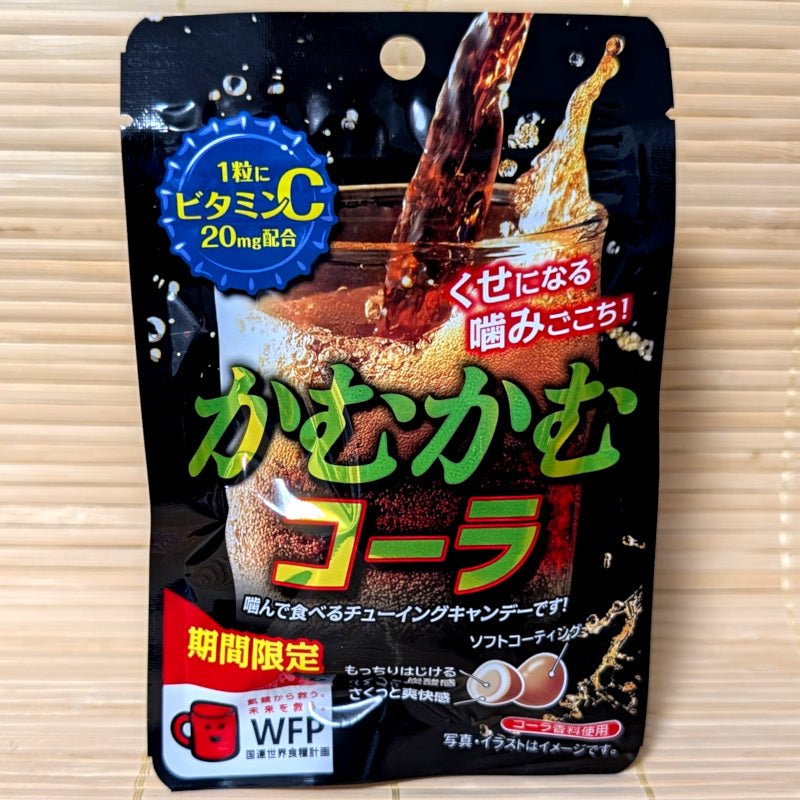 1粒に
ビタミンC
20mg配合
くせになる
噛みごこち!
かむかむ
コーラ
噛んで食べるチューイングキャンデーです!
ソフトコーティング
期間限定
もっちりはじける
炭酸感
さくっと爽快感
飢餓から救う。
未来を救う。
WFP
国連世界食糧計画
コーラ香料使用
写真・イラストはイメージです。